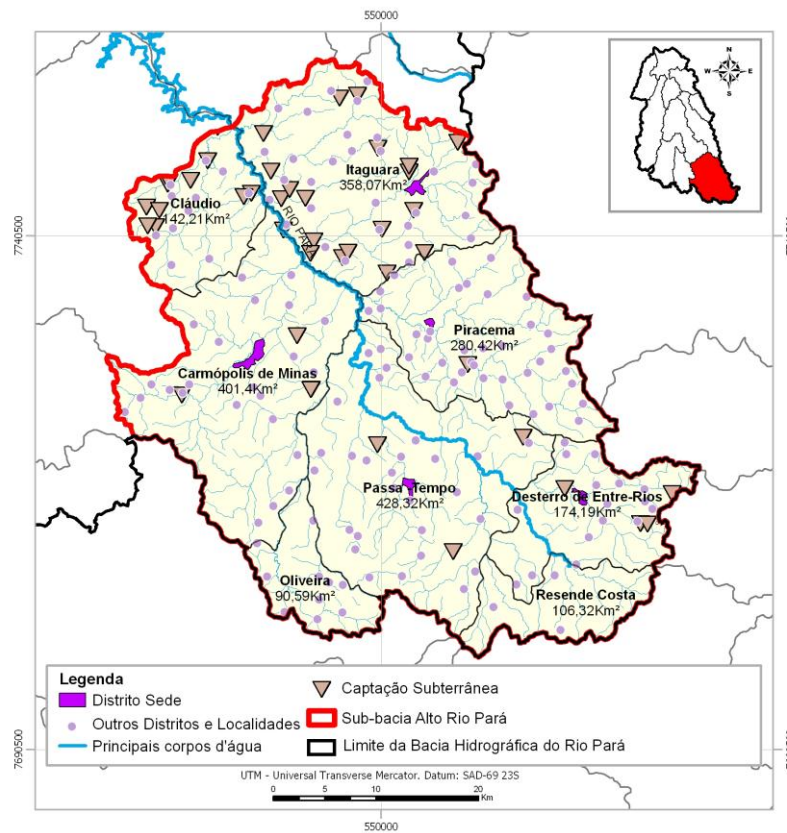 550000
N
W E
S
Itaguara
358,07Km²
Cláudio
142,21Km²
RIO PARÁ
7740500
Piracema
280,42Km²
Carmópolis de Minas
401,4Km²
Passa Tempo
428,32Km²
Desterro de Entre-Rios
174,19Km²
Oliveira
90,59Km²
Resende Costa
106,32Km²
Legenda
Distrito Sede
Outros Distritos e Localidades
Principais corpos d'água
Captação Subterrânea
Sub-bacia Alto Rio Pará
Limite da Bacia Hidrográfica do Rio Pará
7690500
UTM - Universal Transverse Mercator. Datum: SAD-69 23S
0 5 10 20
Km
550000